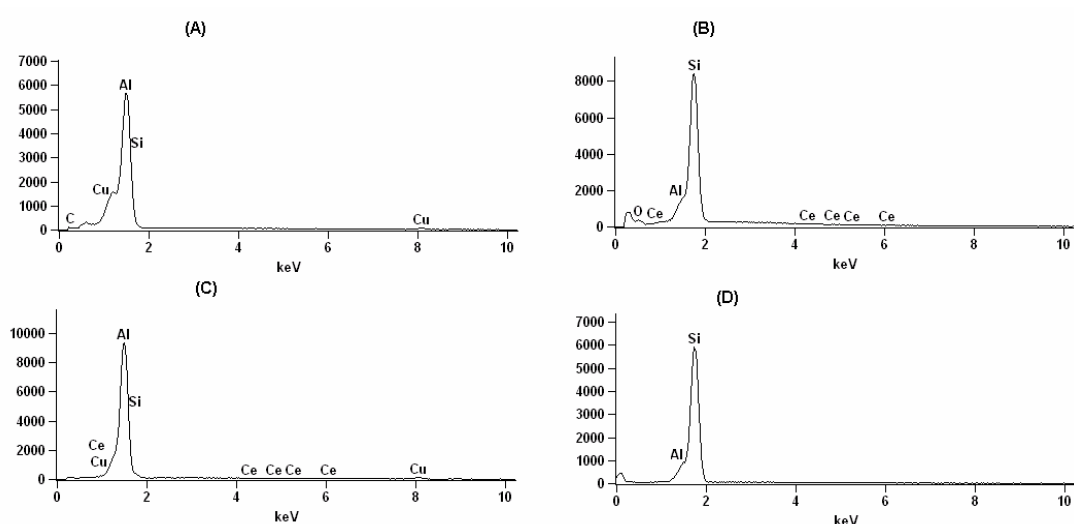 (A)
7000
6000
5000
4000
3000
2000
1000
0
Al
Si
Cu
C
Cu
0 2 4 6 8 10
keV
(B)
8000
6000
4000
2000
0
Si
Al
O Ce
Ce Ce Ce Ce
0 2 4 6 8 10
keV
(C)
10000
8000
6000
4000
2000
0
Al
Si
Ce
Cu
Ce Ce Ce Ce Cu
0 2 4 6 8 10
keV
(D)
7000
6000
5000
4000
3000
2000
1000
0
Si
Al
0 2 4 6 8 10
keV